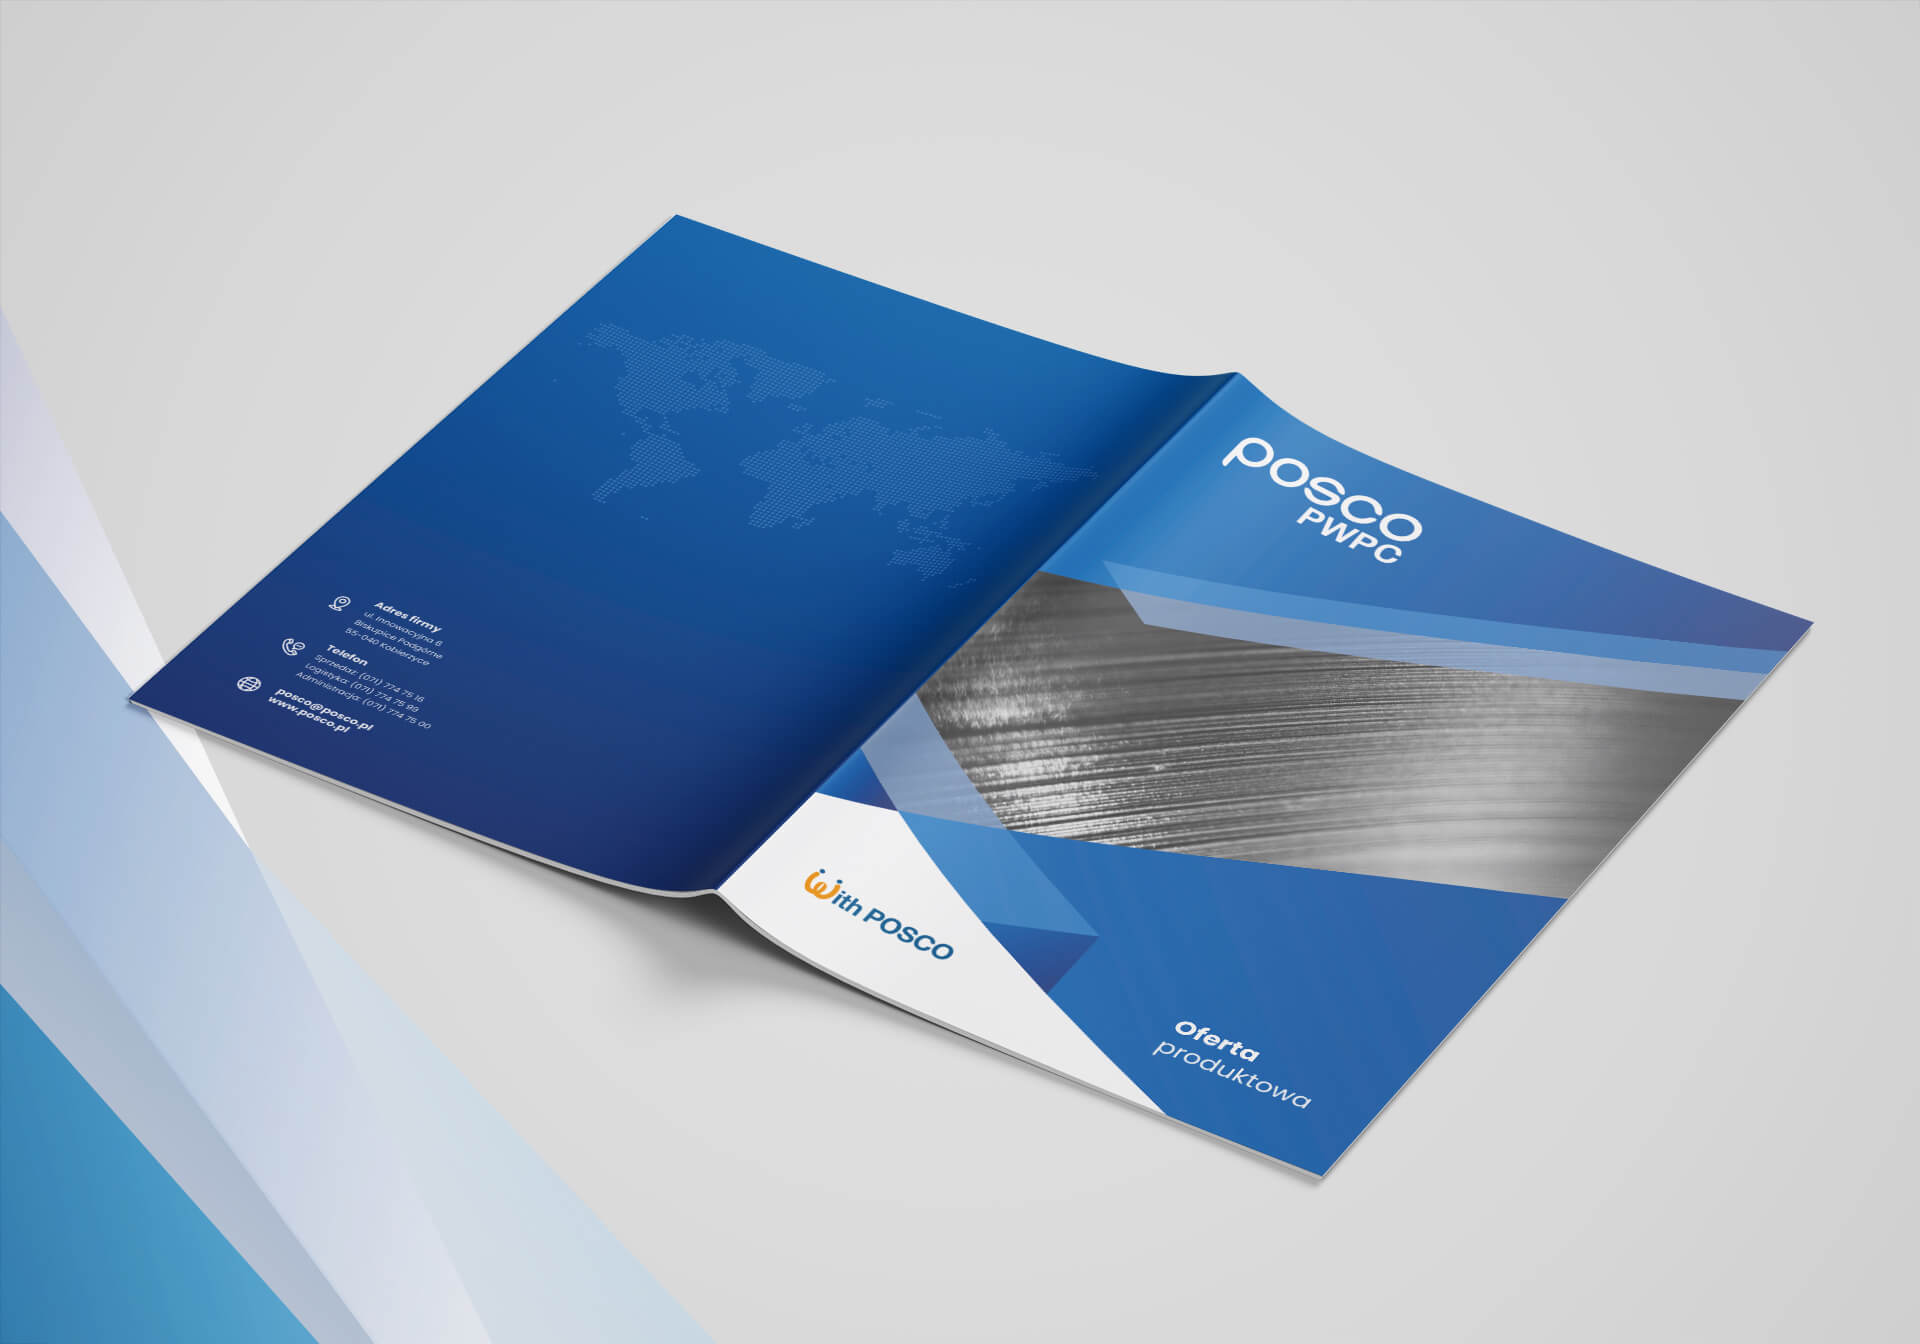 Adres firmy
ul. Innowacyjna 6
Biskupice Podgórne
55-040 Kobierzyce
Telefon
Sprzedaż: (071) 774 75 16
Logistyka: (071) 774 75 99
Administracja: (071) 774 75 00
posco@posco.pl
www.posco.pl
posco
PWPC
With POSCO
Oferta
produktowa